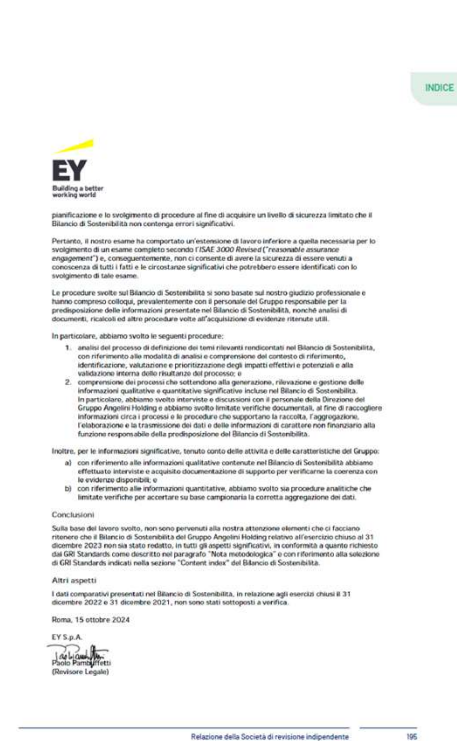 INDICE
EY
Building a better
working world
pianificazione e lo svolgimento di procedure al fine di acquisire un livello di sicurezza limitato che il
Bilancio di Sostenibilità non contenga errori significativi.
Pertanto, il nostro esame ha comportato un'estensione di lavoro inferiore a quella necessaria per lo
svolgimento di un esame completo secondo l'ISAE 3000 Revised ("reasonable assurance
engagement") e, conseguentemente, non ci consente di avere la sicurezza di essere venuti a
conoscenza di tutti i fatti e le circostanze significativi che potrebbero essere identificati con lo
svolgimento di tale esame.
Le procedure svolte sul Bilancio di Sostenibilità si sono basate sul nostro giudizio professionale e
hanno compreso colloqui, prevalentemente con il personale del Gruppo responsabile per la
predisposizione delle informazioni presentate nel Bilancio di Sostenibilità, nonché analisi di
documenti, ricalcoli ed altre procedure volte all'acquisizione di evidenze ritenute utili.
In particolare, abbiamo svolto le seguenti procedure:
1. analisi del processo di definizione dei temi rilevanti rendicontati nel Bilancio di Sostenibilità,
con riferimento alle modalità di analisi e comprensione del contesto di riferimento,
identificazione, valutazione e prioritizzazione degli impatti effettivi e potenziali e alla
validazione interna delle risultanze del processo; e
2. comprensione dei processi che sottendono alla generazione, rilevazione e gestione delle
informazioni qualitative e quantitative significative incluse nel Bilancio di Sostenibilità.
In particolare, abbiamo svolto interviste e discussioni con il personale della Direzione del
Gruppo Angelini Holding e abbiamo svolto limitate verifiche documentali, al fine di raccogliere
informazioni circa i processi e le procedure che supportano la raccolta, l'aggregazione,
l'elaborazione e la trasmissione dei dati e delle informazioni di carattere non finanziario alla
funzione responsabile della predisposizione del Bilancio di Sostenibilità.
Inoltre, per le informazioni significative, tenuto conto delle attività e delle caratteristiche del Gruppo:
a) con riferimento alle informazioni qualitative contenute nel Bilancio di Sostenibilità abbiamo
effettuato interviste e acquisito documentazione di supporto per verificarne la coerenza con
le evidenze disponibili; e
b) con riferimento alle informazioni quantitative, abbiamo svolto sia procedure analitiche che
limitate verifiche per accertare su base campionaria la corretta aggregazione dei dati.
Conclusioni
Sulla base del lavoro svolto, non sono pervenuti alla nostra attenzione elementi che ci facciano
ritenere che il Bilancio di Sostenibilità del Gruppo Angelini Holding relativo all'esercizio chiuso al 31
dicembre 2023 non sia stato redatto, in tutti gli aspetti significativi, in conformità a quanto richiesto
dai GRI Standards come descritto nel paragrafo "Nota metodologica" e con riferimento alla selezione
di GRI Standards indicati nella sezione "Content index" del Bilancio di Sostenibilità.
Altri aspetti
I dati comparativi presentati nel Bilancio di Sostenibilità, in relazione agli esercizi chiusi il 31
dicembre 2022 e 31 dicembre 2021, non sono stati sottoposti a verifica.
Roma, 15 ottobre 2024
EY S.p.A.
Paolo Pambuffetti
(Revisore Legale)
Relazione della Società di revisione indipendente 195